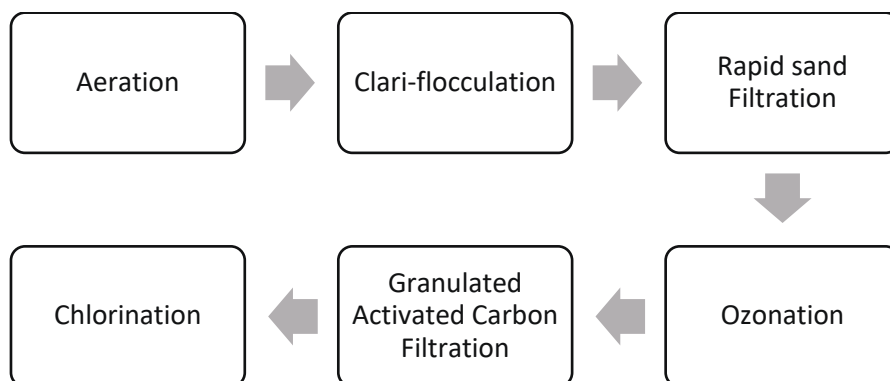 Aeration
Clari-flocculation
Rapid sand
Filtration
Ozonation
Granulated
Activated Carbon
Filtration
Chlorination